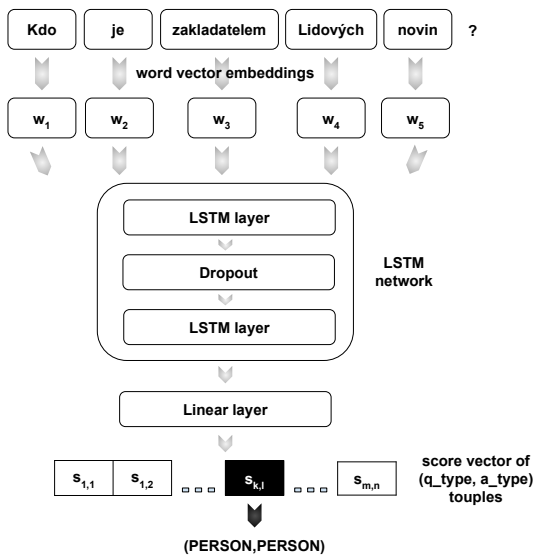 Kdo je zakladatelem Lidových novin ?
word vector embeddings
w1 w2 w3 w4 w5
LSTM layer
Dropout
LSTM layer
LSTM
network
Linear layer
s1,1 s1,2 sk,l sm,n
score vector of
(q_type, a_type)
touples
(PERSON,PERSON)